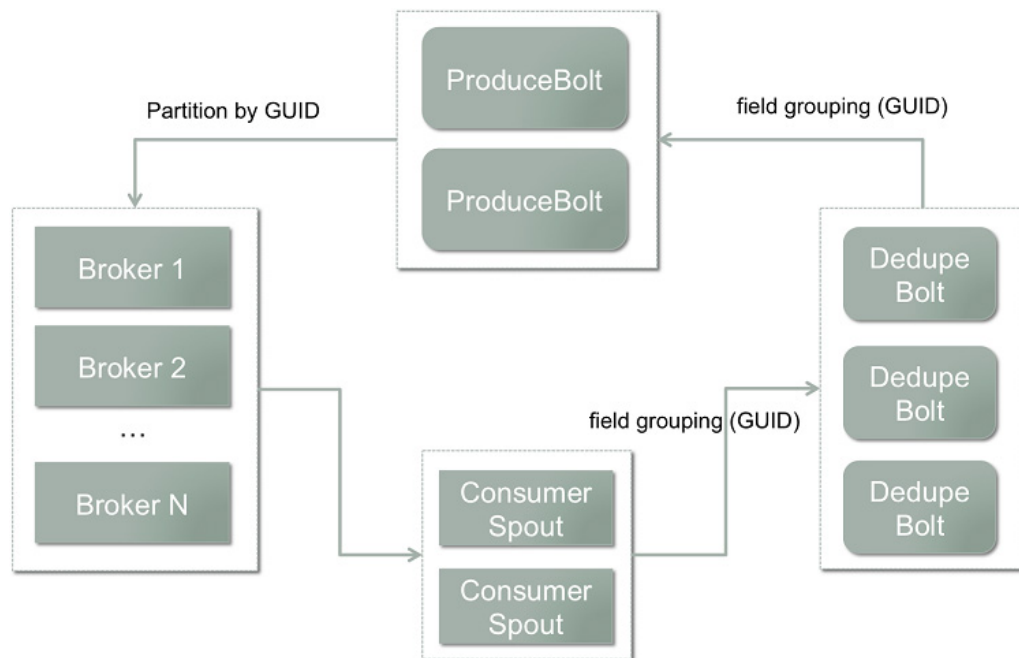 ProduceBolt
ProduceBolt
Partition by GUID
field grouping (GUID)
Broker 1
Broker 2
...
Broker N
Consumer
Spout
Consumer
Spout
field grouping (GUID)
Dedupe
Bolt
Dedupe
Bolt
Dedupe
Bolt